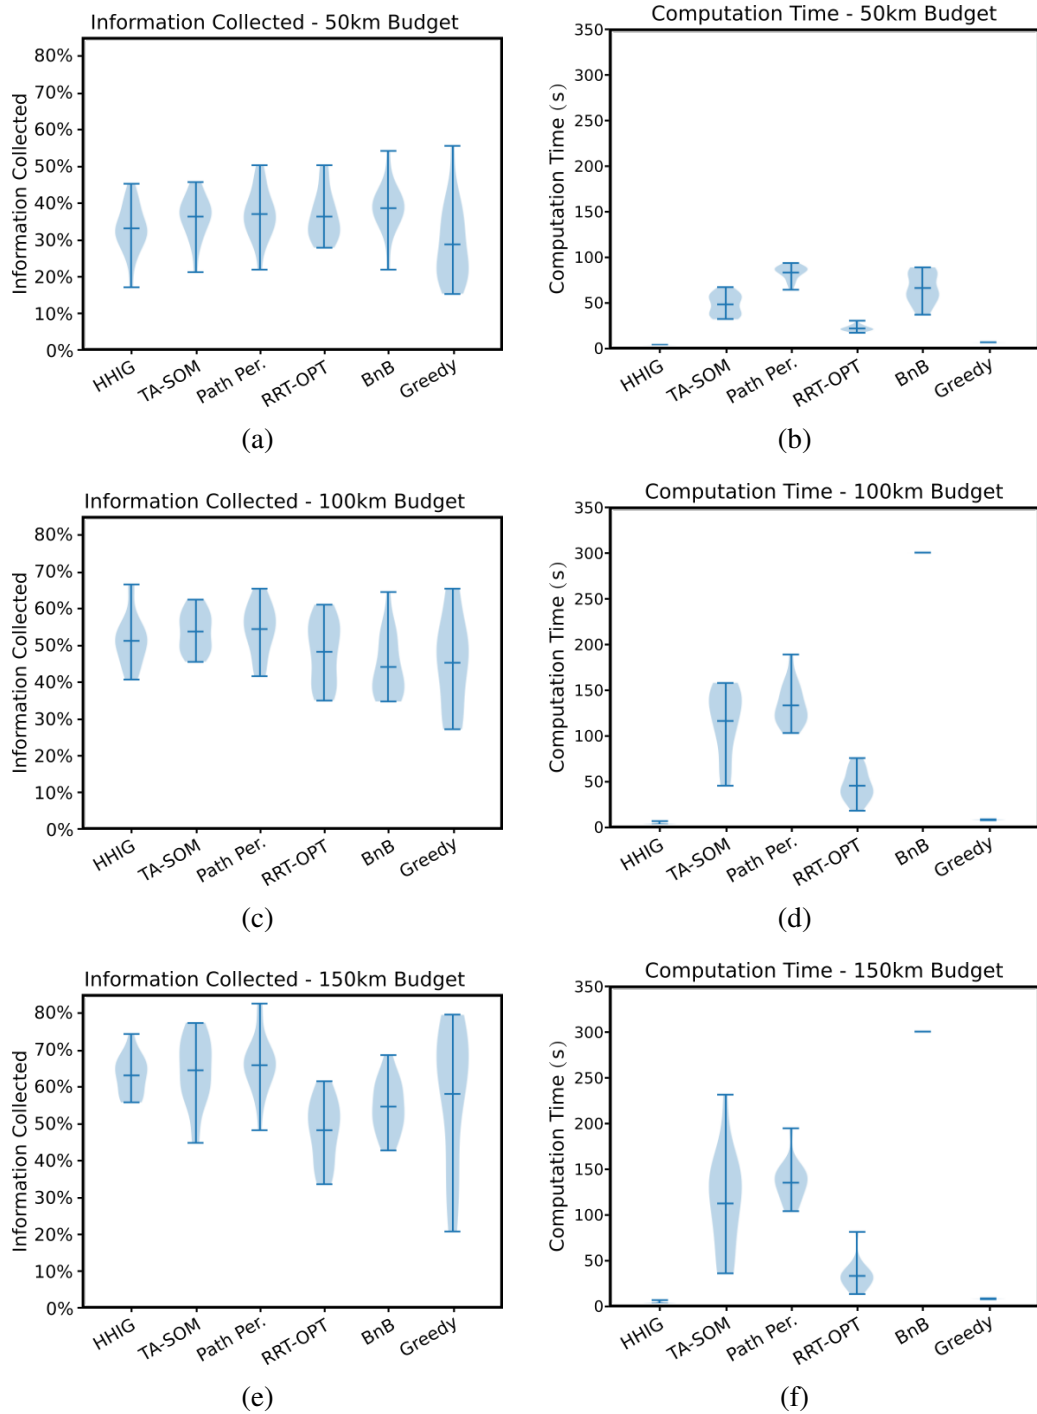 Information Collected - 50km Budget
Information Collected
80%
70%
60%
50%
40%
30%
20%
10%
0%
HHIG
TA-SOM
Path Per.
RRT-OPT
BnB
Greedy
(a)
Computation Time - 50km Budget
Computation Time (s)
350
300
250
200
150
100
50
0
HHIG
TA-SOM
Path Per.
RRT-OPT
BnB
Greedy
(b)
Information Collected - 100km Budget
Information Collected
80%
70%
60%
50%
40%
30%
20%
10%
0%
HHIG
TA-SOM
Path Per.
RRT-OPT
BnB
Greedy
(c)
Computation Time - 100km Budget
Computation Time (s)
350
300
250
200
150
100
50
0
HHIG
TA-SOM
Path Per.
RRT-OPT
BnB
Greedy
(d)
Information Collected - 150km Budget
Information Collected
80%
70%
60%
50%
40%
30%
20%
10%
0%
HHIG
TA-SOM
Path Per.
RRT-OPT
BnB
Greedy
(e)
Computation Time - 150km Budget
Computation Time (s)
350
300
250
200
150
100
50
0
HHIG
TA-SOM
Path Per.
RRT-OPT
BnB
Greedy
(f)